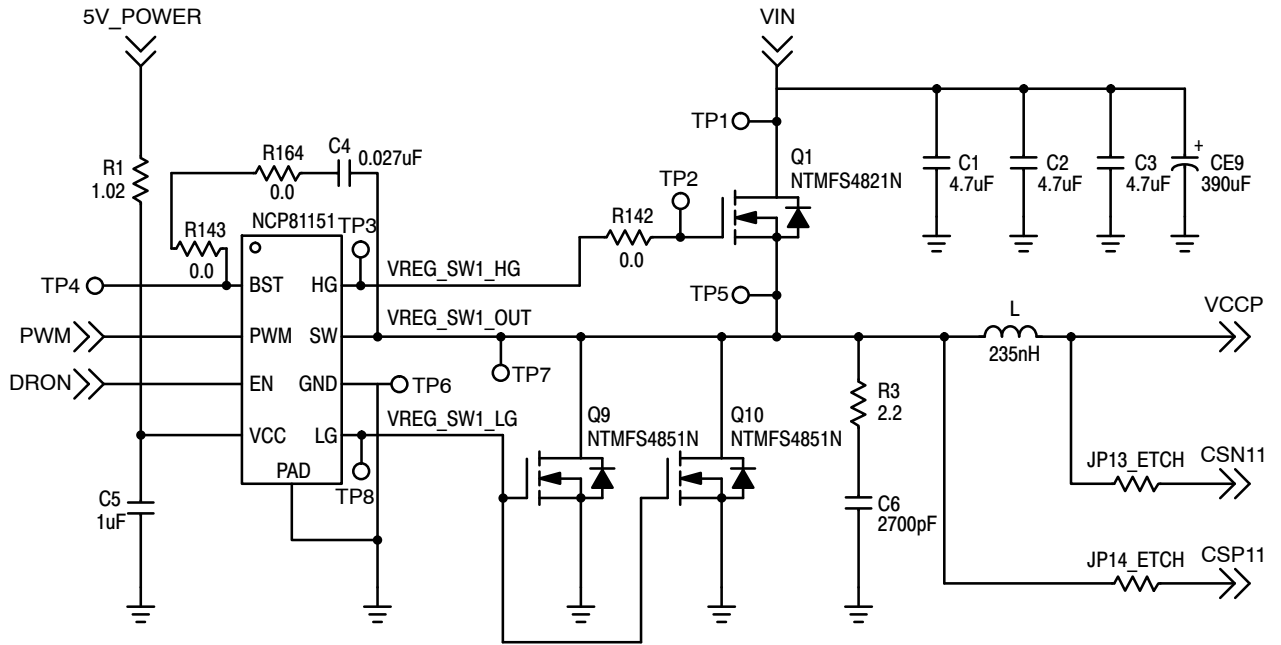 5V_POWER
VIN
TP1
R1
1.02
R164
0.0
C4
0.027uF
Q1
NTMFS4821N
C1
4.7uF
C2
4.7uF
C3
4.7uF
+
CE9
390uF
TP2
R143
0.0
NCP81151
TP3
R142
0.0
TP4
BST
HG
VREG_SW1_HG
TP5
PWM
PWM
SW
VREG_SW1_OUT
L
235nH
VCCP
DRON
EN
GND
TP6
TP7
R3
2.2
VCC
LG
VREG_SW1_LG
Q9
NTMFS4851N
Q10
NTMFS4851N
PAD
TP8
C5
1uF
C6
2700pF
JP13_ETCH
CSN11
JP14_ETCH
CSP11